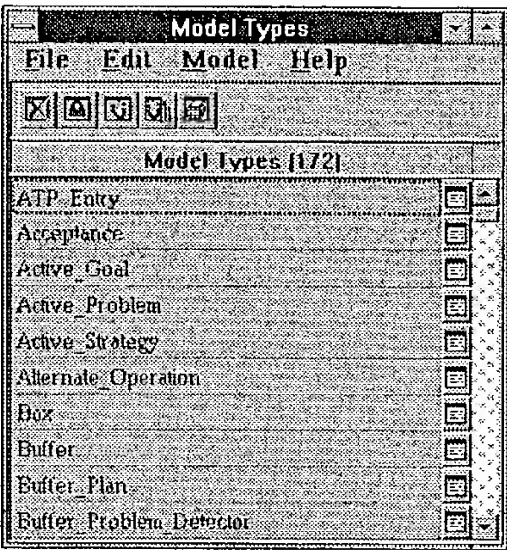 Model Types
File Edit Model Help
Model Types (172)
ATP_Entry
Acceptance
Active_Goal
Active_Problem
Active_Strategy
Alternate_Operation
Box
Buffer
Buffer_Plan
Buffer_Problem_Detector